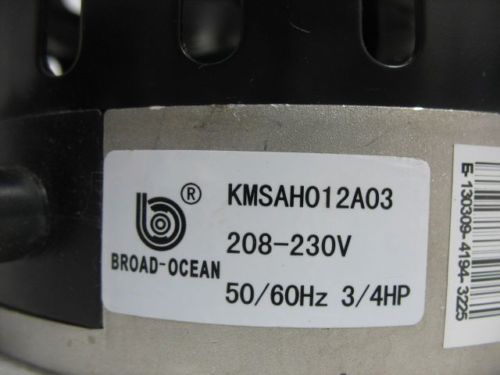 ® KMSAH012A03
208-230V
BROAD-OCEAN
50/60Hz 3/4HP
E-130309-4194-3225